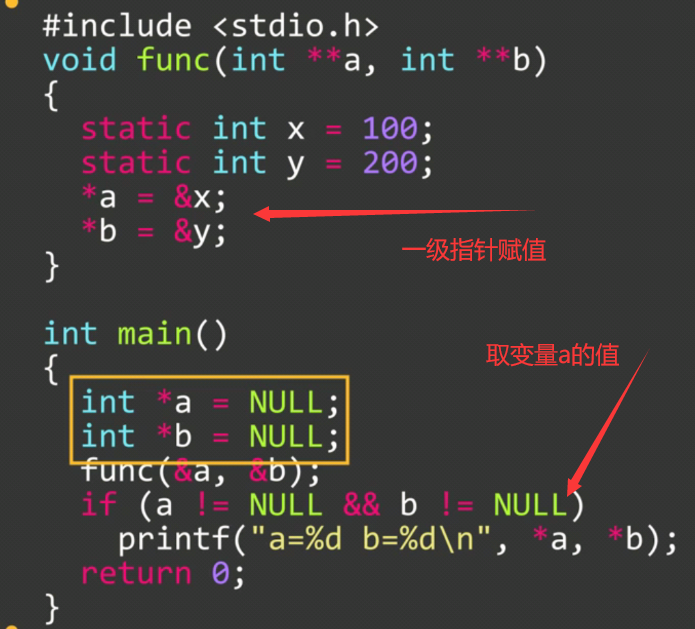 #include <stdio.h>
void func(int **a, int **b)
{
  static int x = 100;
  static int y = 200;
  *a = &x;
  *b = &y;
一级指针赋值
}
int main()
{
取变量a的值
  int *a = NULL;
  int *b = NULL;
  func(&a, &b);
  if (a != NULL && b != NULL)
    printf("a=%d b=%d\n", *a, *b);
  return 0;
}